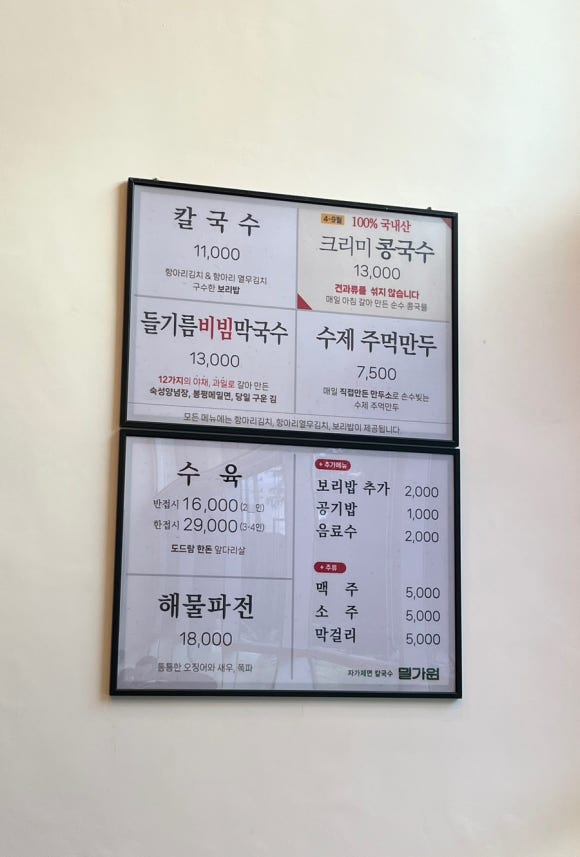 칼국수
11,000
항아리김치 & 항아리 열무김치
구수한 보리밥
4-9월 100% 국내산
크리미 콩국수
13,000
견과류를 섞지 않습니다
매일 아침 갈아 만든 순수 콩국물
들기름비빔막국수
13,000
12가지의 야채, 과일로 갈아 만든
숙성양념장, 봉평메밀면, 당일 구운 김
수제 주먹만두
7,500
매일 직접만든 만두소로 손수빚는
수제 주먹만두
모든 메뉴에는 항아리김치, 항아리열무김치, 보리밥이 제공됩니다.
수육
반접시 16,000 (2 인)
한접시 29,000 (3-4인)
도드람 한돈 앞다리살
해물파전
18,000
통통한 오징어와 새우, 쪽파
+ 추가메뉴
보리밥 추가 2,000
공기밥 1,000
음료수 2,000
+ 주류
맥주 5,000
소주 5,000
막걸리 5,000
자가제면 칼국수 밀가원